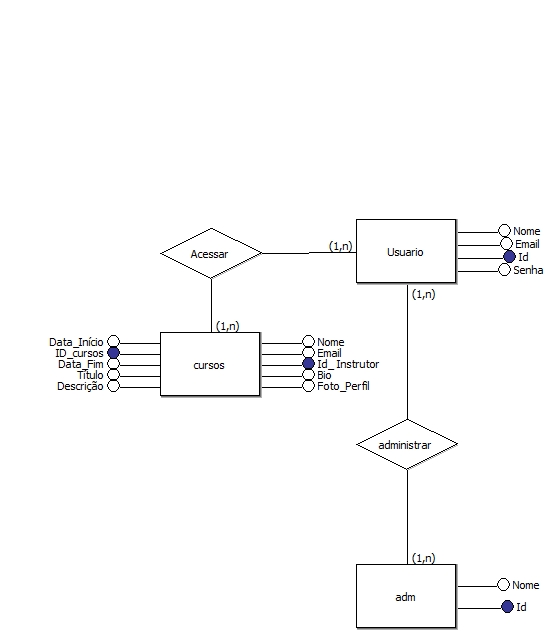 Acessar
(1,n)
Usuario
Nome
Email
Id
Senha
(1,n)
(1,n)
Data_Início
ID_cursos
Data_Fim
Título
Descrição
cursos
Nome
Email
Id_ Instrutor
Bio
Foto_Perfil
administrar
(1,n)
adm
Nome
Id